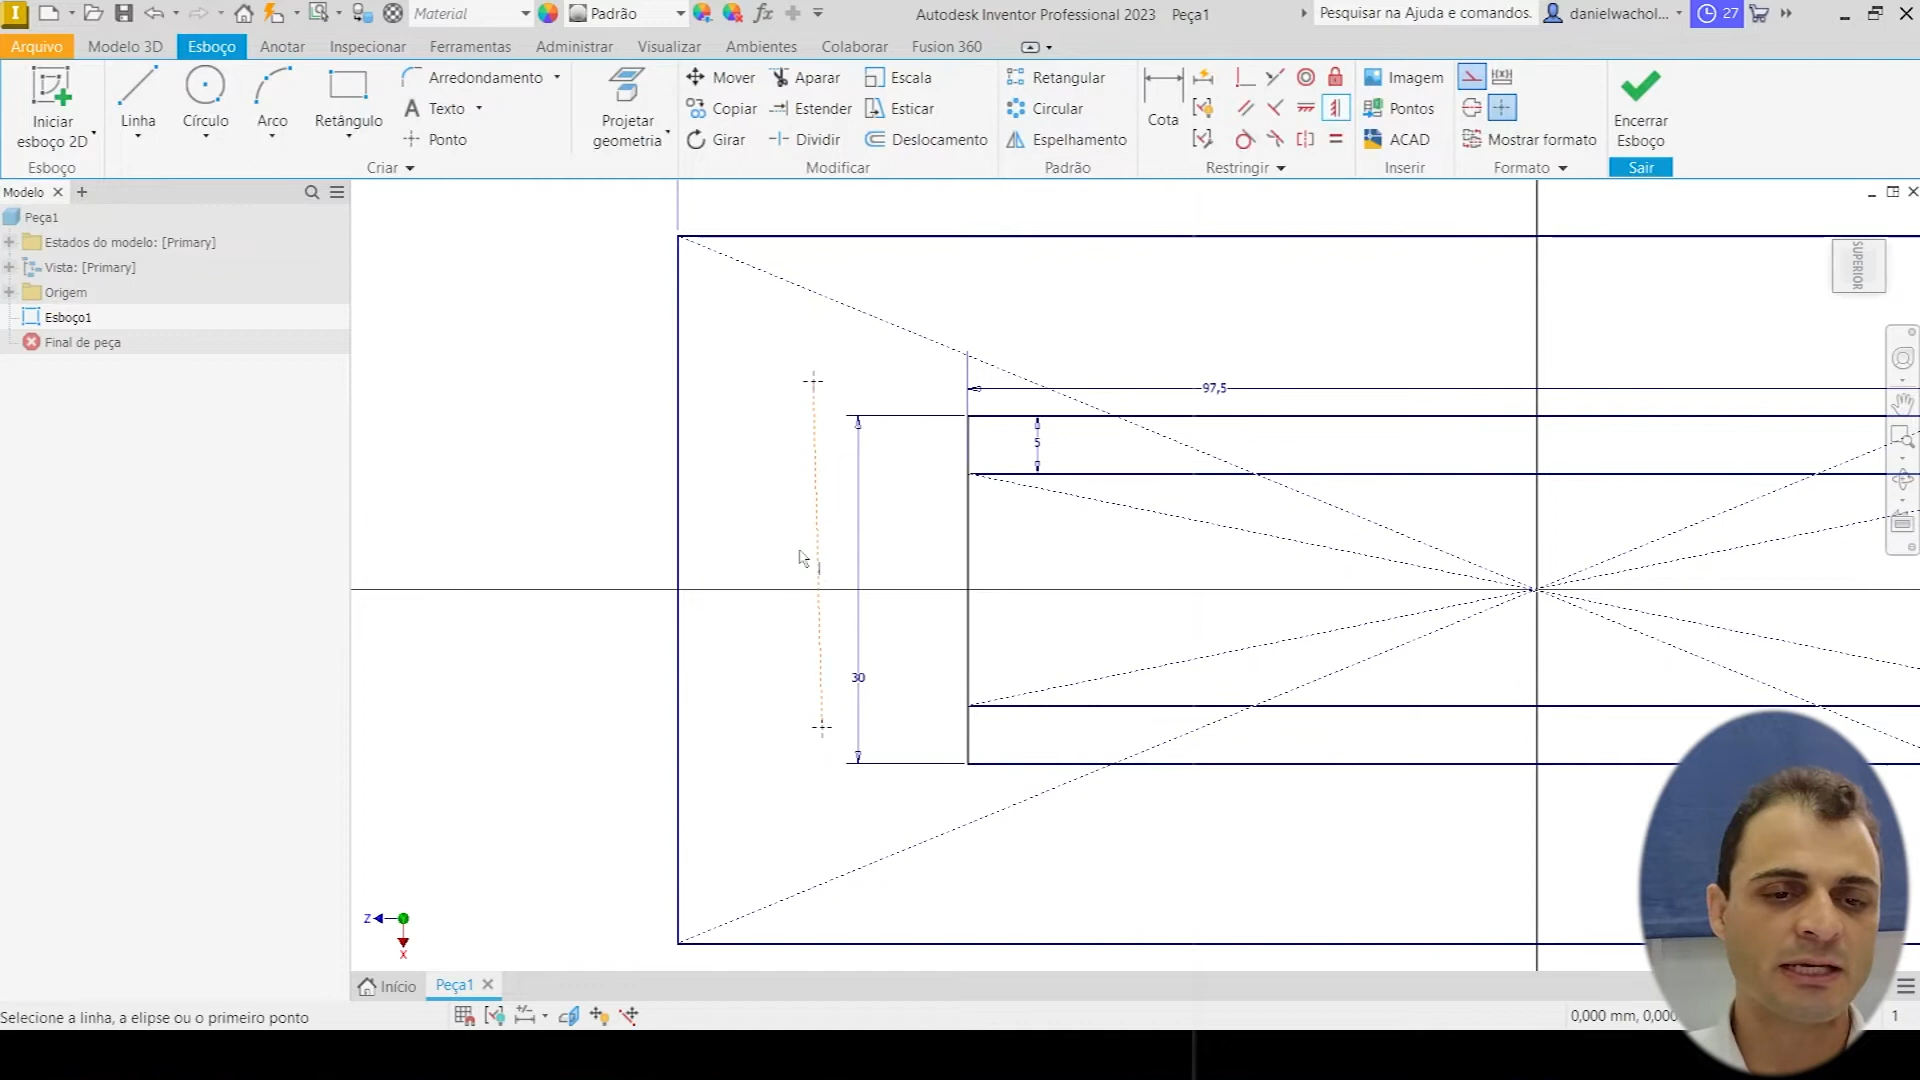 Material
Padrão
fx
Autodesk Inventor Professional 2023 Peça1
Pesquisar na Ajuda e comandos.
danielwachol...
27
Arquivo
Modelo 3D
Esboço
Anotar
Inspecionar
Ferramentas
Administrar
Visualizar
Ambientes
Colaborar
Fusion 360
Iniciar
esboço 2D
Linha
Círculo
Arco
Retângulo
Arredondamento
Texto
Ponto
Projetar
geometria
Mover
Copiar
Girar
Aparar
Estender
Dividir
Escala
Esticar
Deslocamento
Retangular
Circular
Espelhamento
Cota
Imagem
Pontos
ACAD
Mostrar formato
Encerrar
Esboço
Esboço
Criar
Modificar
Padrão
Restringir
Inserir
Formato
Sair
Modelo
Peça1
Estados do modelo: [Primary]
Vista: [Primary]
Origem
Esboço1
Final de peça
SUPERIOR
97,5
5
30
Z
X
Início
Peça1
Selecione a linha, a elipse ou o primeiro ponto
0,000 mm, 0,000
1